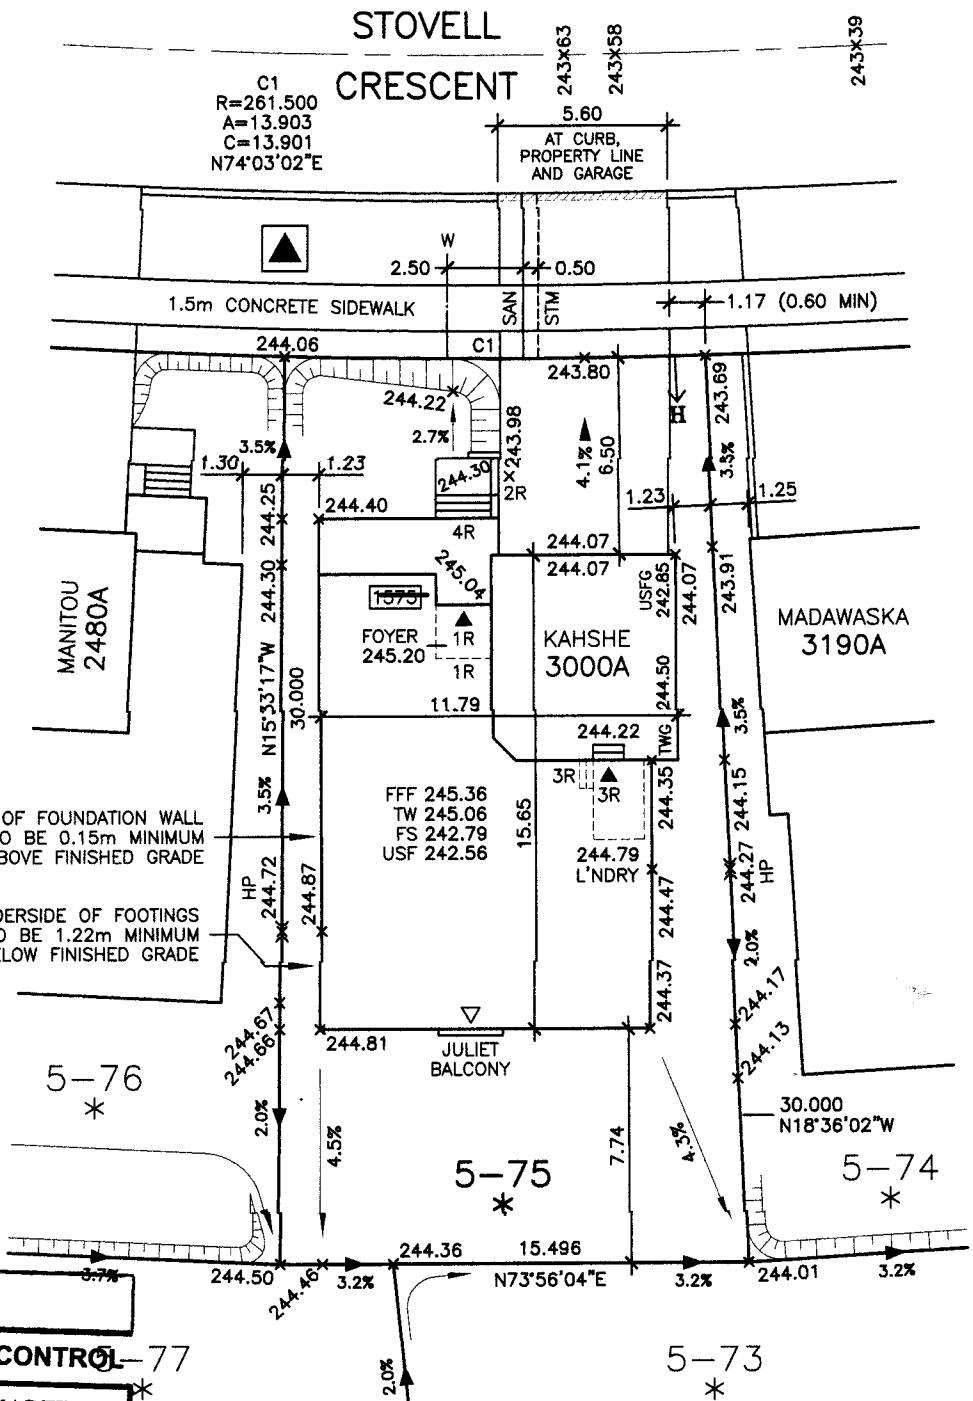 STOVELL
CRESCENT
243x63
243x58
243x39
C1
R=261.500
A=13.903
C=13.901
N74°03'02"E
5.60
AT CURB,
PROPERTY LINE
AND GARAGE
W
2.50
0.50
1.5m CONCRETE SIDEWALK
SAN
STM
1.17 (0.60 MIN)
244.06
C1
243.80
243.69
244.22
243.98
H
2.7%
3.5%
4.1%
6.50
3.5%
1.30
1.23
244.30
2R
1.23
1.25
244.25
244.40
4R
244.07
244.07
244.30
245.04
USFG
242.85
244.07
243.91
MANITOU
2480A
1575
FOYER
245.20
1R
1R
KAHSHE
3000A
MADAWASKA
3190A
N15°33'17"W
30.000
11.79
244.50
244.22
TWG
3.5%
3R
3R
3.5%
FFF 245.36
TW 245.06
FS 242.79
USF 242.56
15.65
244.35
244.15
OF FOUNDATION WALL
O BE 0.15m MINIMUM
BOVE FINISHED GRADE
244.79
L'NDRY
HP
244.72
244.87
244.47
244.27
HP
DERSIDE OF FOOTINGS
O BE 1.22m MINIMUM
ELOW FINISHED GRADE
2.0%
244.37
244.17
244.67
244.66
244.81
JULIET
BALCONY
244.13
5-76
*
30.000
N18°36'02"W
2.0%
4.5%
7.74
4.3%
5-75
*
5-74
*
3.7%
244.50
244.46
3.2%
244.36
15.496
N73°56'04"E
3.2%
244.01
3.2%
CONTROL
5-77
*
2.0%
5-73
*